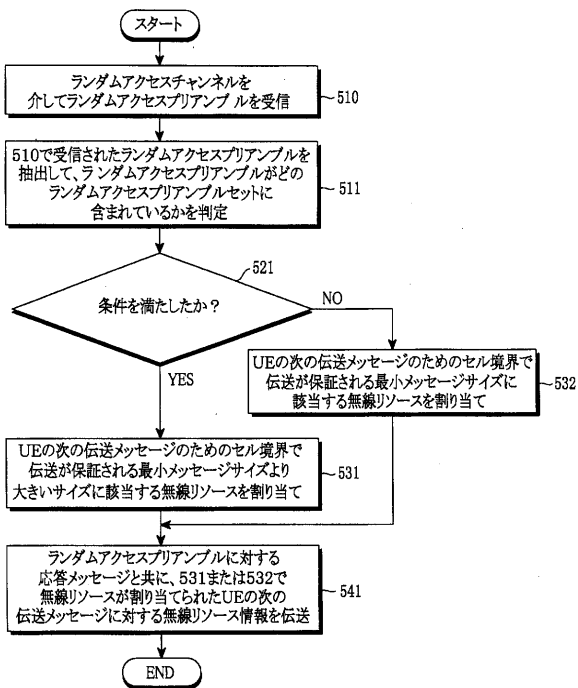 スタート
ランダムアクセスチャンネルを
介してランダムアクセスプリアンブルを受信
510
510で受信されたランダムアクセスプリアンブルを
抽出して、ランダムアクセスプリアンブルがどの
ランダムアクセスプリアンブルセットに
含まれているかを判定
511
521
条件を満たしたか?
NO
YES
UEの次の伝送メッセージのためのセル境界で
伝送が保証される最小メッセージサイズに
該当する無線リソースを割り当て
532
UEの次の伝送メッセージのためのセル境界で
伝送が保証される最小メッセージサイズより
大きいサイズに該当する無線リソースを割り当て
531
ランダムアクセスプリアンブルに対する
応答メッセージと共に、531または532で
無線リソースが割り当てられたUEの次の
伝送メッセージに対する無線リソース情報を伝送
541
END